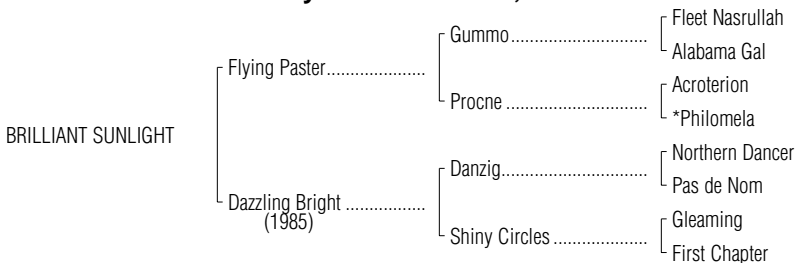 Fleet Nasrullah
Gummo
Alabama Gal
Flying Paster
Acroterion
Procne
*Philomela
BRILLIANT SUNLIGHT
Northern Dancer
Danzig
Pas de Nom
Dazzling Bright
(1985)
Gleaming
Shiny Circles
First Chapter